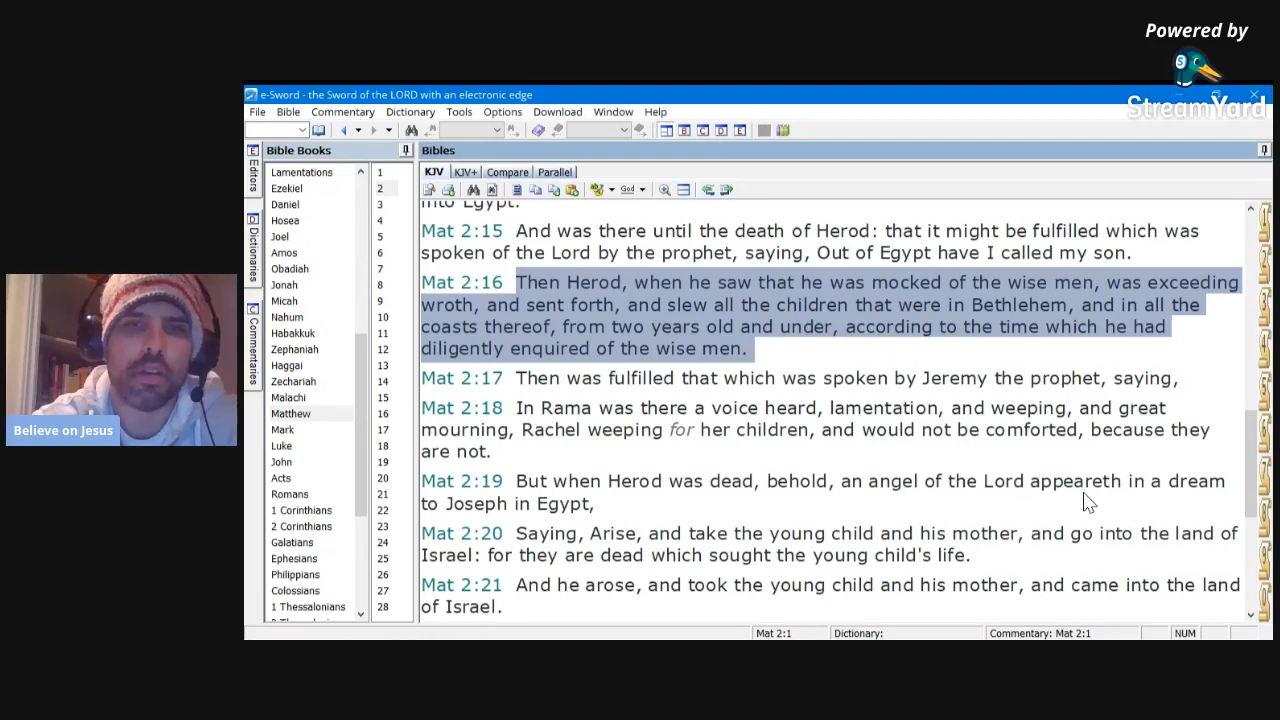 Powered by
StreamYard
e-Sword - the Sword of the LORD with an electronic edge
File Bible Commentary Dictionary Tools Options Download Window Help
Bible Books
Bibles
Editors
Dictionaries
Commentaries
KJV KJV+ Compare Parallel
God
B C D E
Lamentations
Ezekiel
Daniel
Hosea
Joel
Amos
Obadiah
Jonah
Micah
Nahum
Habakkuk
Zephaniah
Haggai
Zechariah
Malachi
Matthew
Mark
Luke
John
Acts
Romans
1 Corinthians
2 Corinthians
Galatians
Ephesians
Philippians
Colossians
1 Thessalonians
1
2
3
4
5
6
7
8
9
10
11
12
13
14
15
16
17
18
19
20
21
22
23
24
25
26
27
28
into Egypt.
Mat 2:15 And was there until the death of Herod: that it might be fulfilled which was
spoken of the Lord by the prophet, saying, Out of Egypt have I called my son.
Mat 2:16 Then Herod, when he saw that he was mocked of the wise men, was exceeding
wroth, and sent forth, and slew all the children that were in Bethlehem, and in all the
coasts thereof, from two years old and under, according to the time which he had
diligently enquired of the wise men.
Mat 2:17 Then was fulfilled that which was spoken by Jeremy the prophet, saying,
Mat 2:18 In Rama was there a voice heard, lamentation, and weeping, and great
mourning, Rachel weeping for her children, and would not be comforted, because they
are not.
Mat 2:19 But when Herod was dead, behold, an angel of the Lord appeareth in a dream
to Joseph in Egypt,
Mat 2:20 Saying, Arise, and take the young child and his mother, and go into the land of
Israel: for they are dead which sought the young child's life.
Mat 2:21 And he arose, and took the young child and his mother, and came into the land
of Israel.
Mat 2:1 Dictionary: Commentary: Mat 2:1 NUM
Believe on Jesus